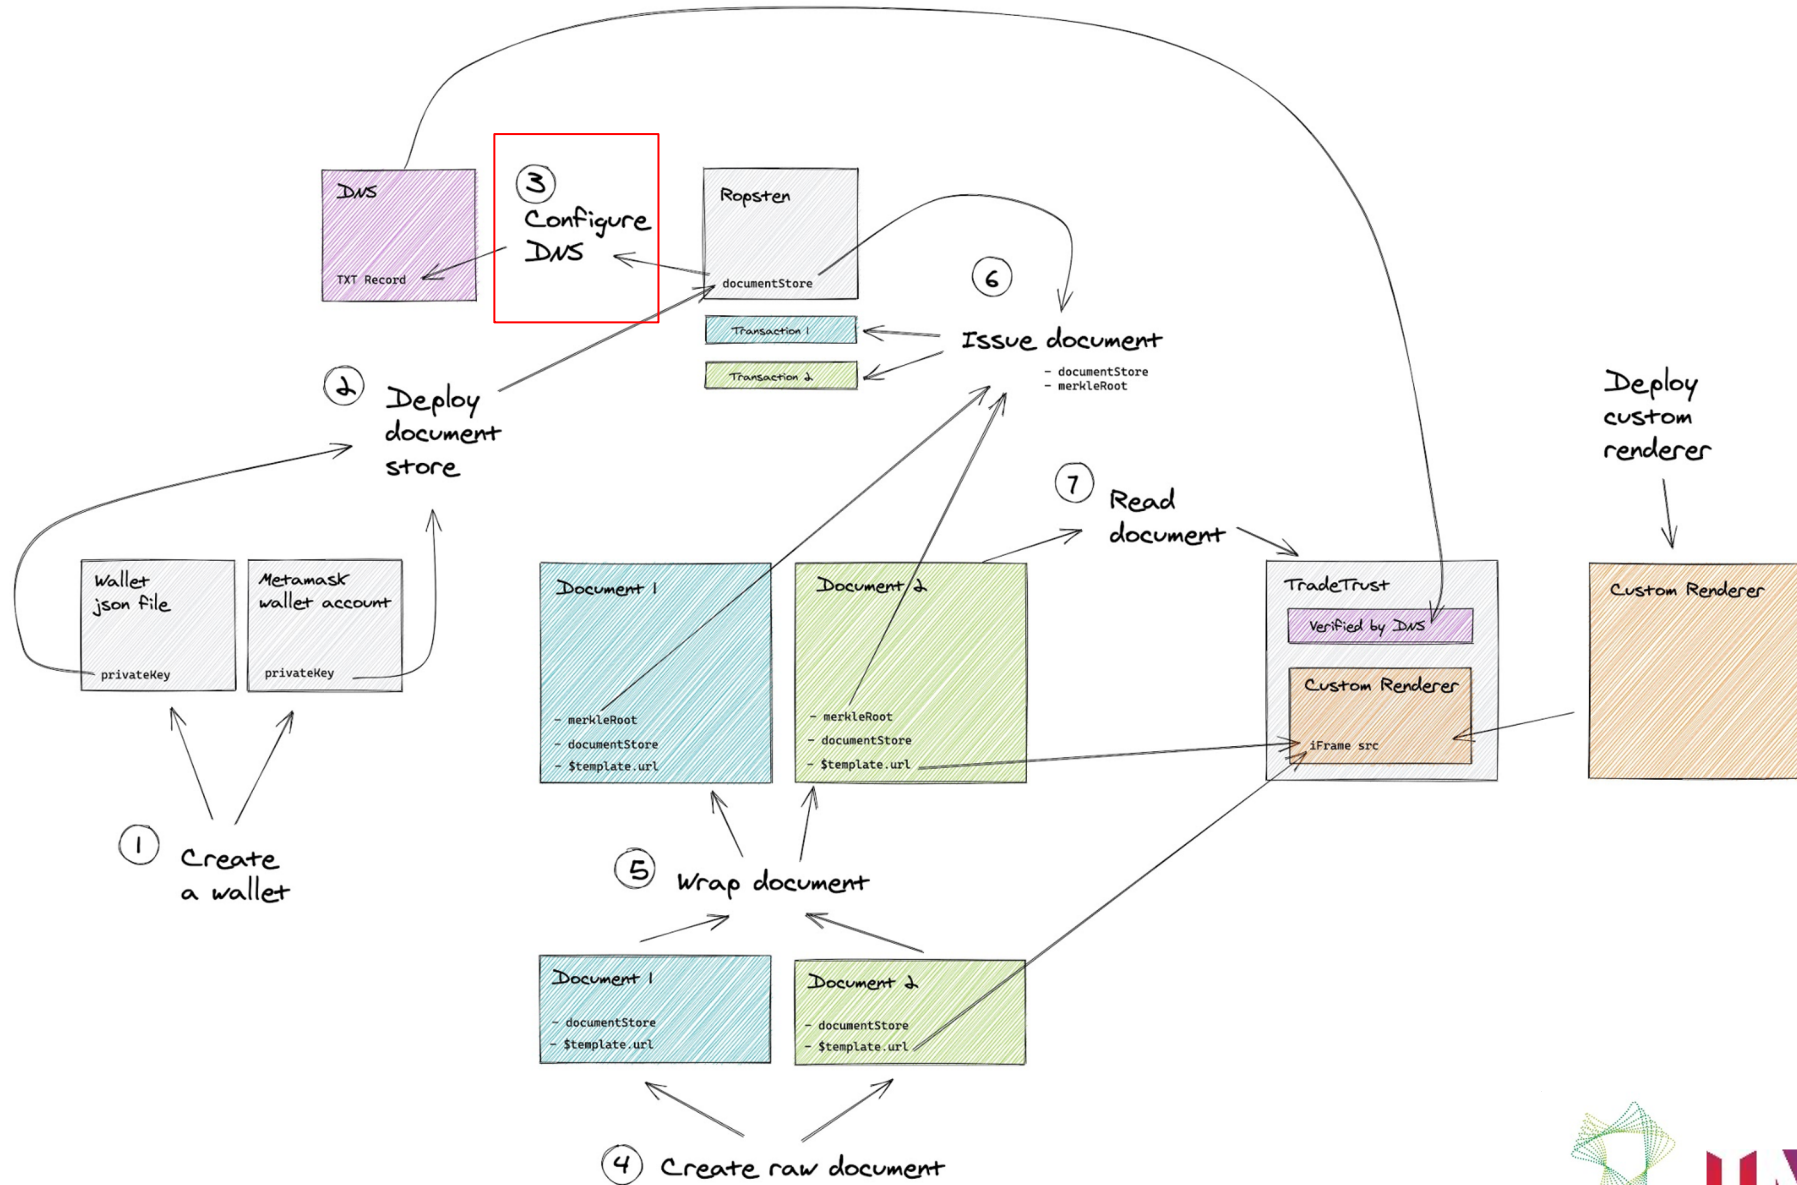 DNS
TXT Record
3
Configure
DNS
Ropsten
documentStore
Transaction 1
Transaction 2
6
Issue document
- documentStore
- merkleRoot
2
Deploy
document
store
Deploy
custom
renderer
7
Read
document
Wallet
json file
privateKey
Metamask
wallet account
privateKey
Document 1
- merkleRoot
- documentStore
- $template.url
Document 2
- merkleRoot
- documentStore
- $template.url
TradeTrust
Verified by DNS
Custom Renderer
iFrame src
Custom Renderer
1
Create
a wallet
5
Wrap document
Document 1
- documentStore
- $template.url
Document 2
- documentStore
- $template.url
4
Create raw document